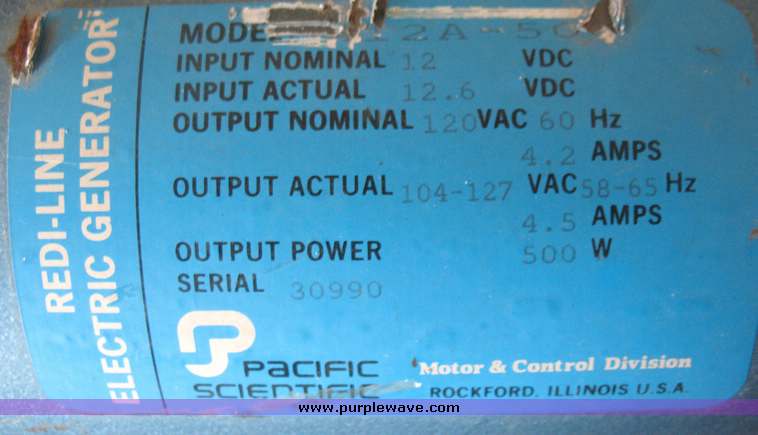 REDI-LINE
ELECTRIC GENERATOR
INPUT NOMINAL 12 VDC
INPUT ACTUAL 12.6 VDC
OUTPUT NOMINAL 120 VAC 60 Hz
4.2 AMPS
OUTPUT ACTUAL 104-127 VAC 58-65 Hz
4.5 AMPS
OUTPUT POWER 500 W
SERIAL 30990
PACIFIC Motor & Control Division
SCIENTIFIC ROCKFORD, ILLINOIS U.S.A.
www.purplewave.com